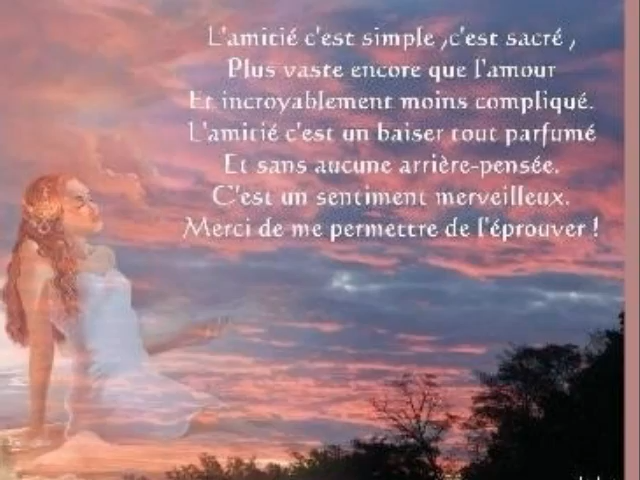 L'amitié c'est simple ,c'est sacré ,
Plus vaste encore que l'amour
Et incroyablement moins compliqué.
L'amitié c'est un baiser tout parfumé
Et sans aucune arrière-pensée.
C'est un sentiment merveilleux.
Merci de me permettre de l'éprouver !